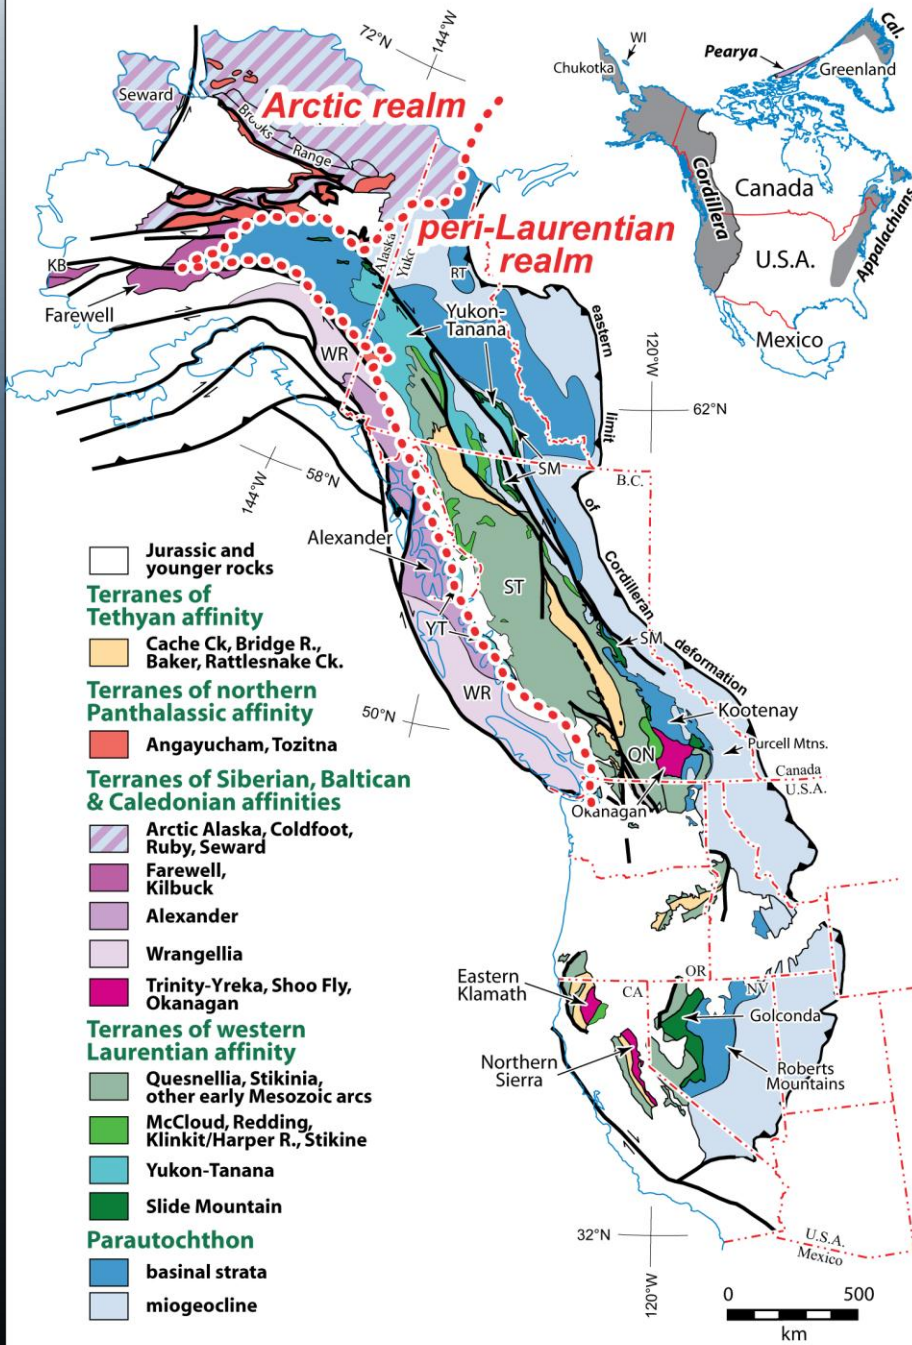 72°N
144°W
Seward
Brooks
Range
Arctic realm
peri-Laurentian
realm
Alaska
Yuko
KB
Farewell
RT
WR
Yukon-
Tanana
eastern
limit
of
Cordilleran
deformation
120°W
62°N
SM
B.C.
144°W
58°N
Alexander
ST
YT
SM
WR
50°N
Kootenay
Purcell Mtns.
QN
Canada
U.S.A.
Okanagan
Eastern
Klamath
OR
CA
NV
Golconda
Northern
Sierra
Roberts
Mountains
32°N
120°W
U.S.A.
Mexico
0
500
km
WI
Chukotka
Pearya
Cal.
Greenland
Cordillera
Canada
U.S.A.
Appalachians
Mexico
Jurassic and
younger rocks
Terranes of
Tethyan affinity
Cache Ck, Bridge R.,
Baker, Rattlesnake Ck.
Terranes of northern
Panthalassic affinity
Angayucham, Tozitna
Terranes of Siberian, Baltican
& Caledonian affinities
Arctic Alaska, Coldfoot,
Ruby, Seward
Farewell,
Kilbuck
Alexander
Wrangellia
Trinity-Yreka, Shoo Fly,
Okanagan
Terranes of western
Laurentian affinity
Quesnellia, Stikinia,
other early Mesozoic arcs
McCloud, Redding,
Klinkit/Harper R., Stikine
Yukon-Tanana
Slide Mountain
Parautochthon
basinal strata
miogeocline